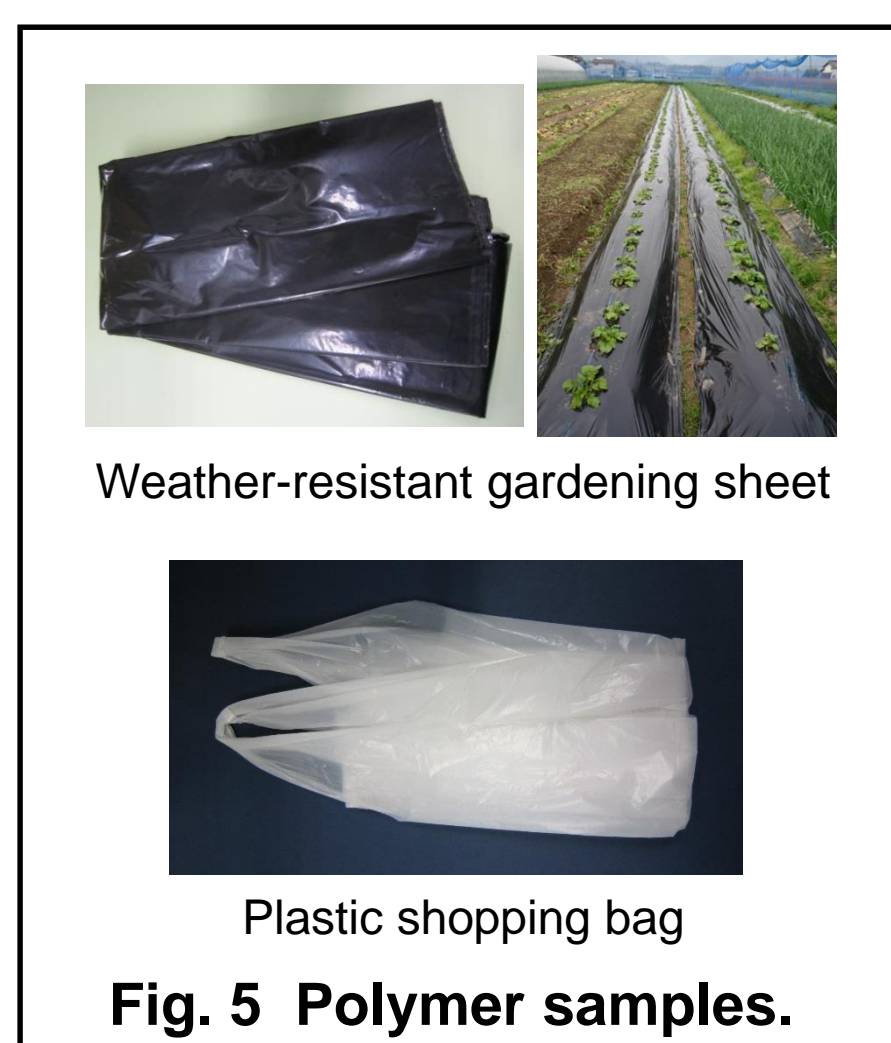 Weather-resistant gardening sheet
Plastic shopping bag
Fig. 5  Polymer samples.